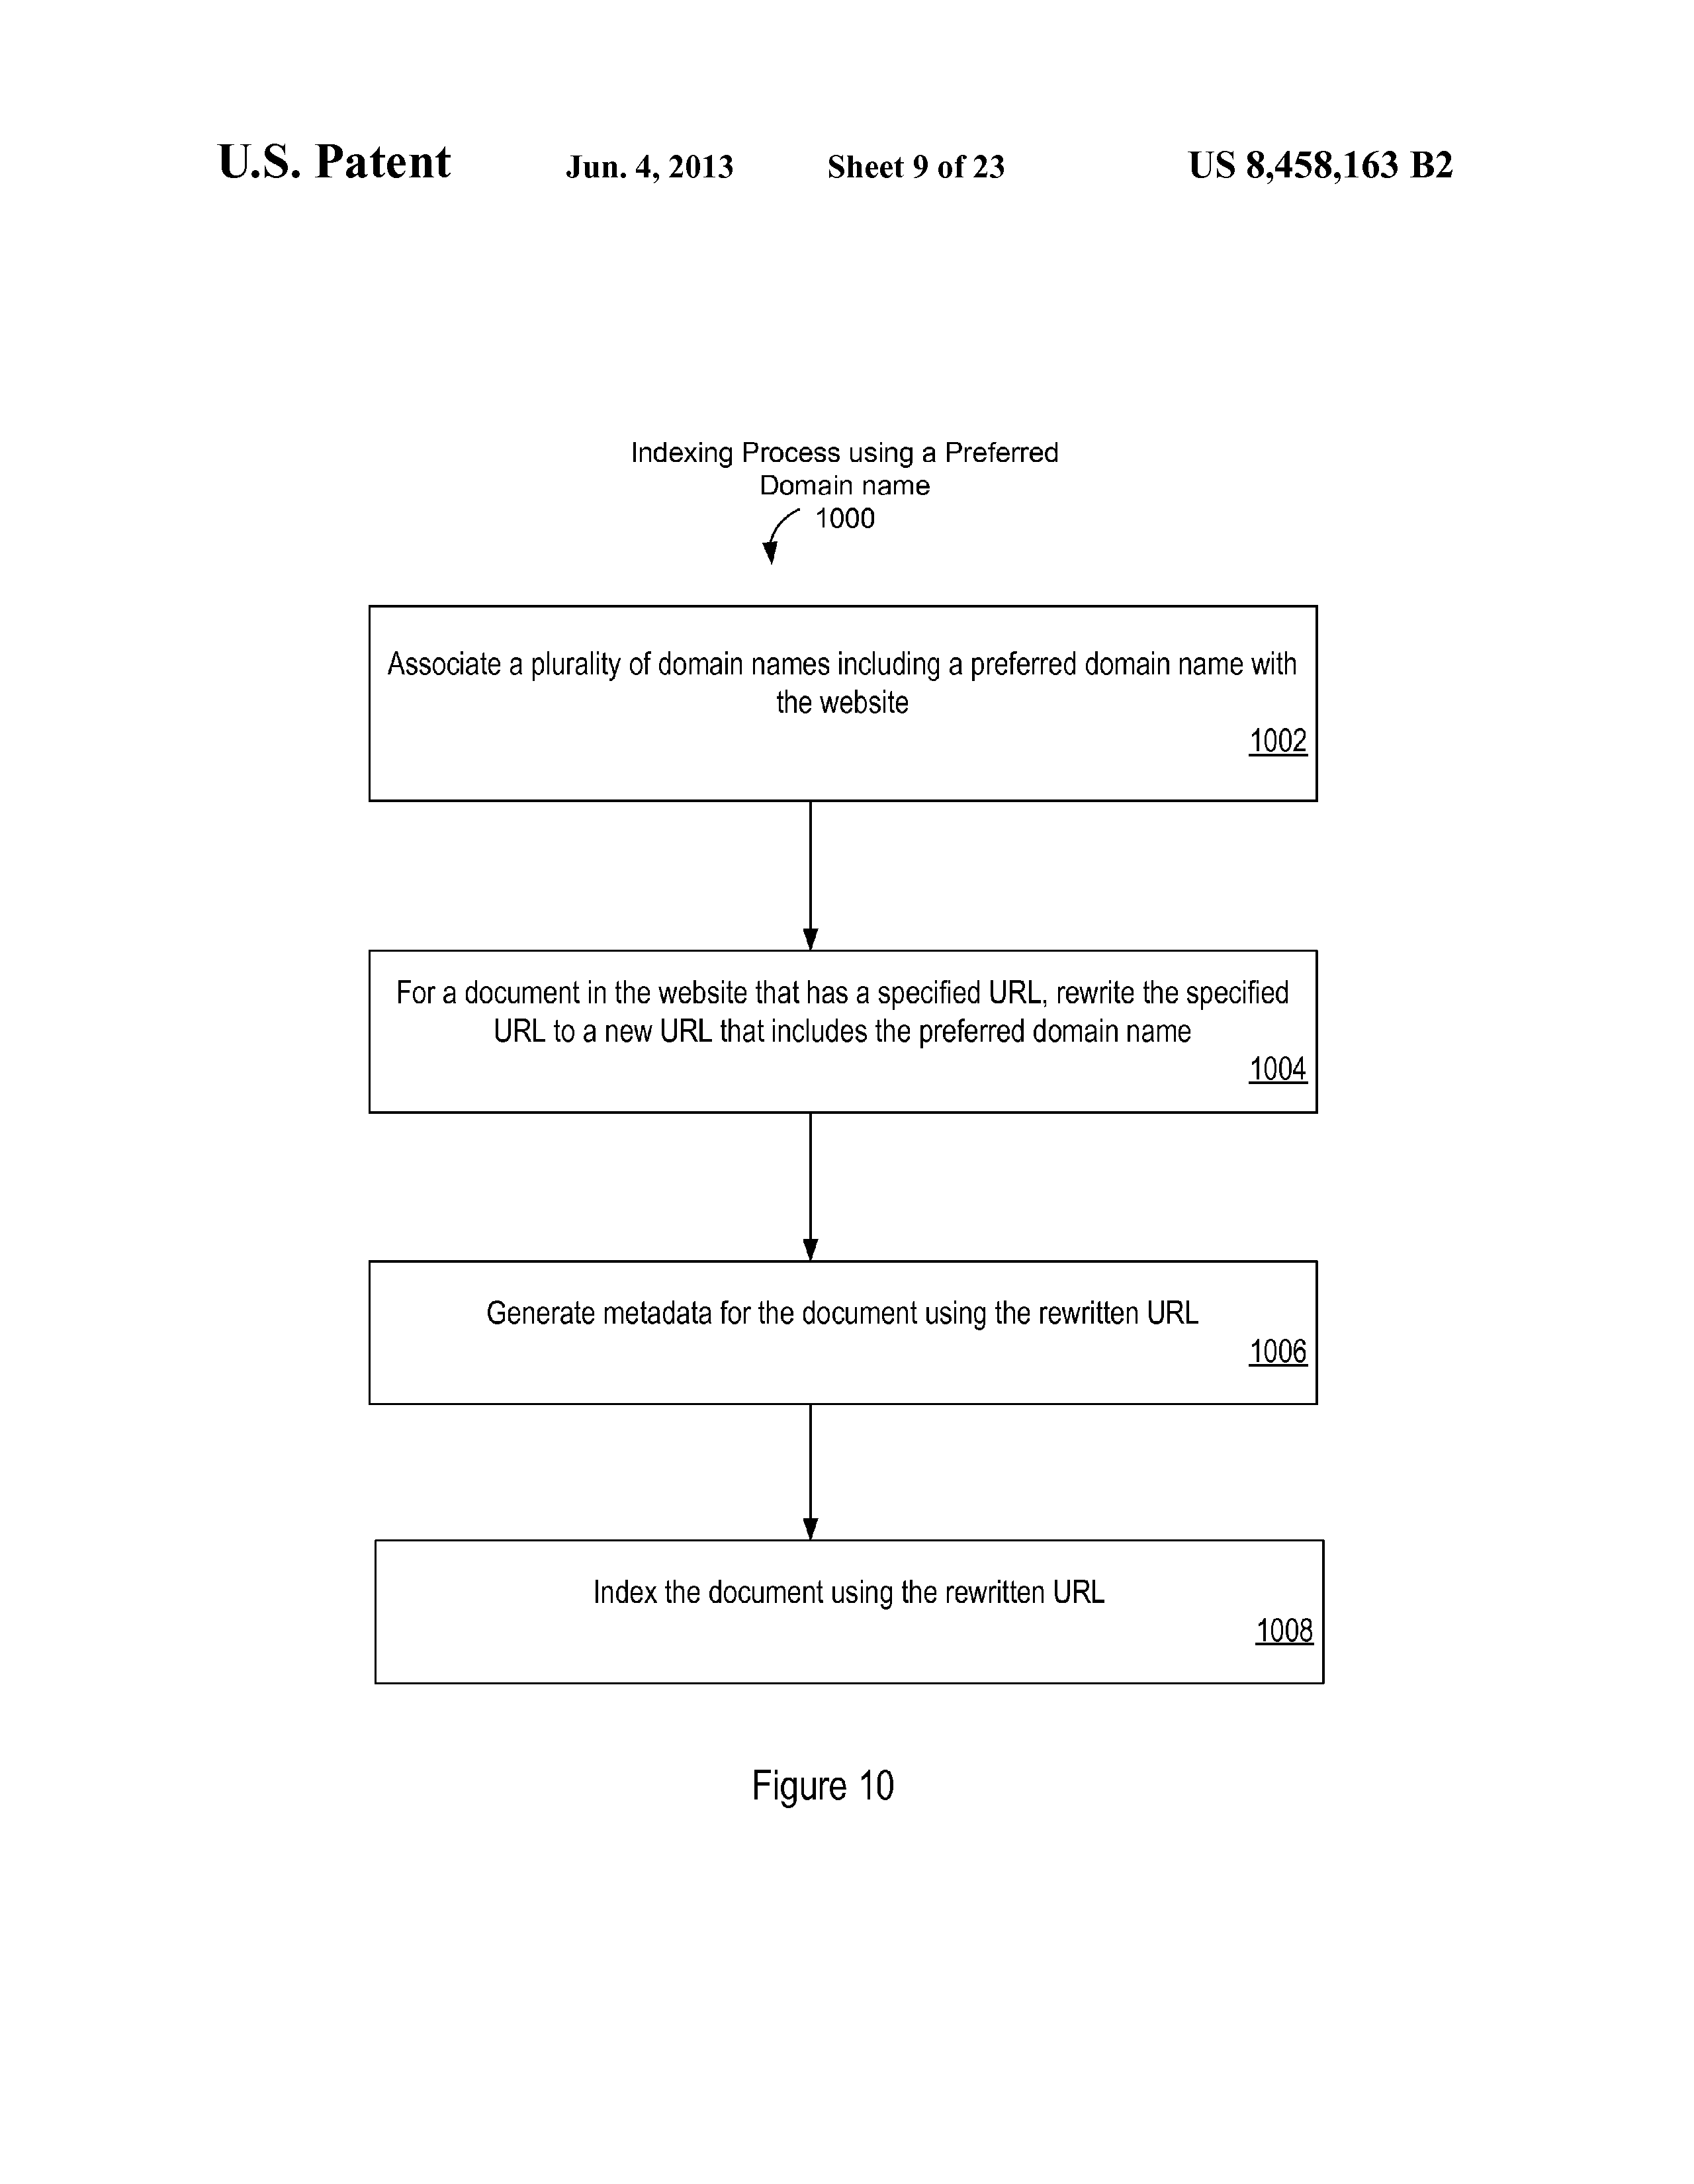 U.S. Patent Jun. 4, 2013 Sheet 9 of 23 US 8,458,163 B2
Indexing Process using a Preferred
Domain name
1000
Associate a plurality of domain names including a preferred domain name with
the website
1002
For a document in the website that has a specified URL, rewrite the specified
URL to a new URL that includes the preferred domain name
1004
Generate metadata for the document using the rewritten URL
1006
Index the document using the rewritten URL
1008
Figure 10